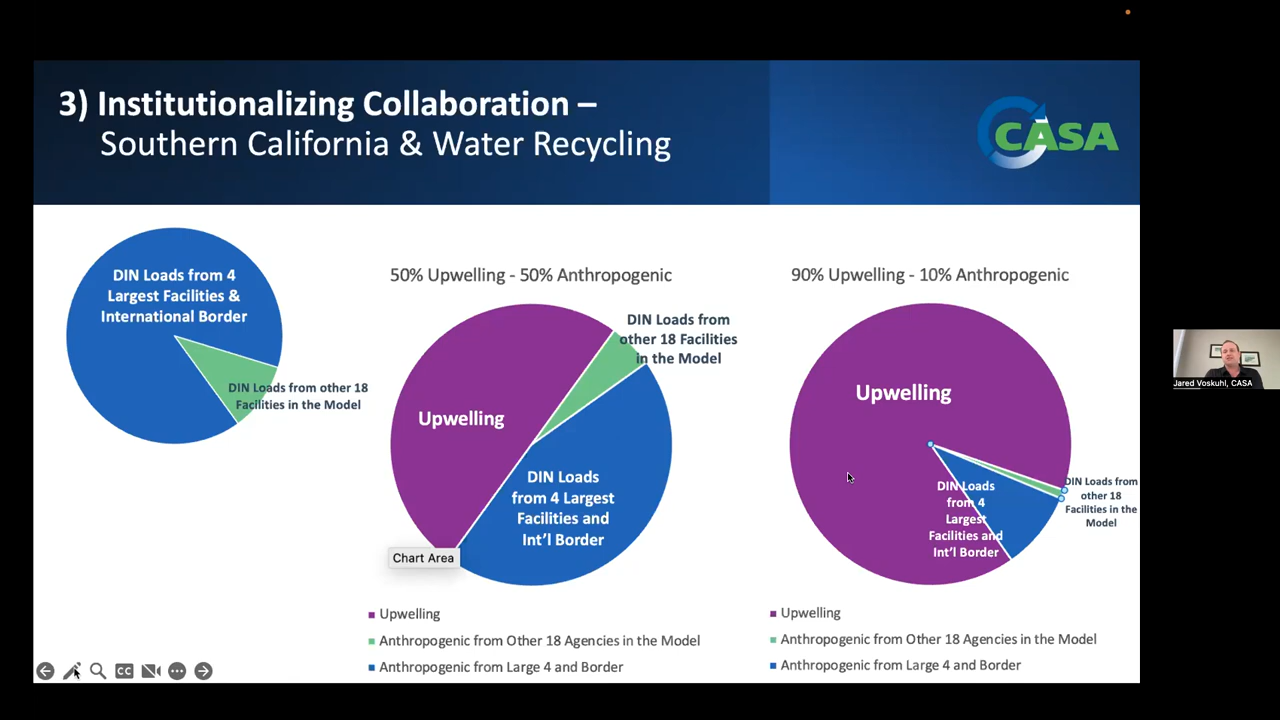 3) Institutionalizing Collaboration –
Southern California & Water Recycling
CASA
DIN Loads from 4
Largest Facilities &
International Border
DIN Loads from other 18
Facilities in the Model
50% Upwelling - 50% Anthropogenic
DIN Loads from
other 18 Facilities
in the Model
Upwelling
DIN Loads
from 4 Largest
Facilities and
Int'l Border
Chart Area
Upwelling
Anthropogenic from Other 18 Agencies in the Model
Anthropogenic from Large 4 and Border
90% Upwelling - 10% Anthropogenic
Upwelling
DIN Loads
from 4
Largest
Facilities and
Int'l Border
DIN Loads from
other 18
Facilities in the
Model
Upwelling
Anthropogenic from Other 18 Agencies in the Model
Anthropogenic from Large 4 and Border
CC
Jared Voskuhl, CASA